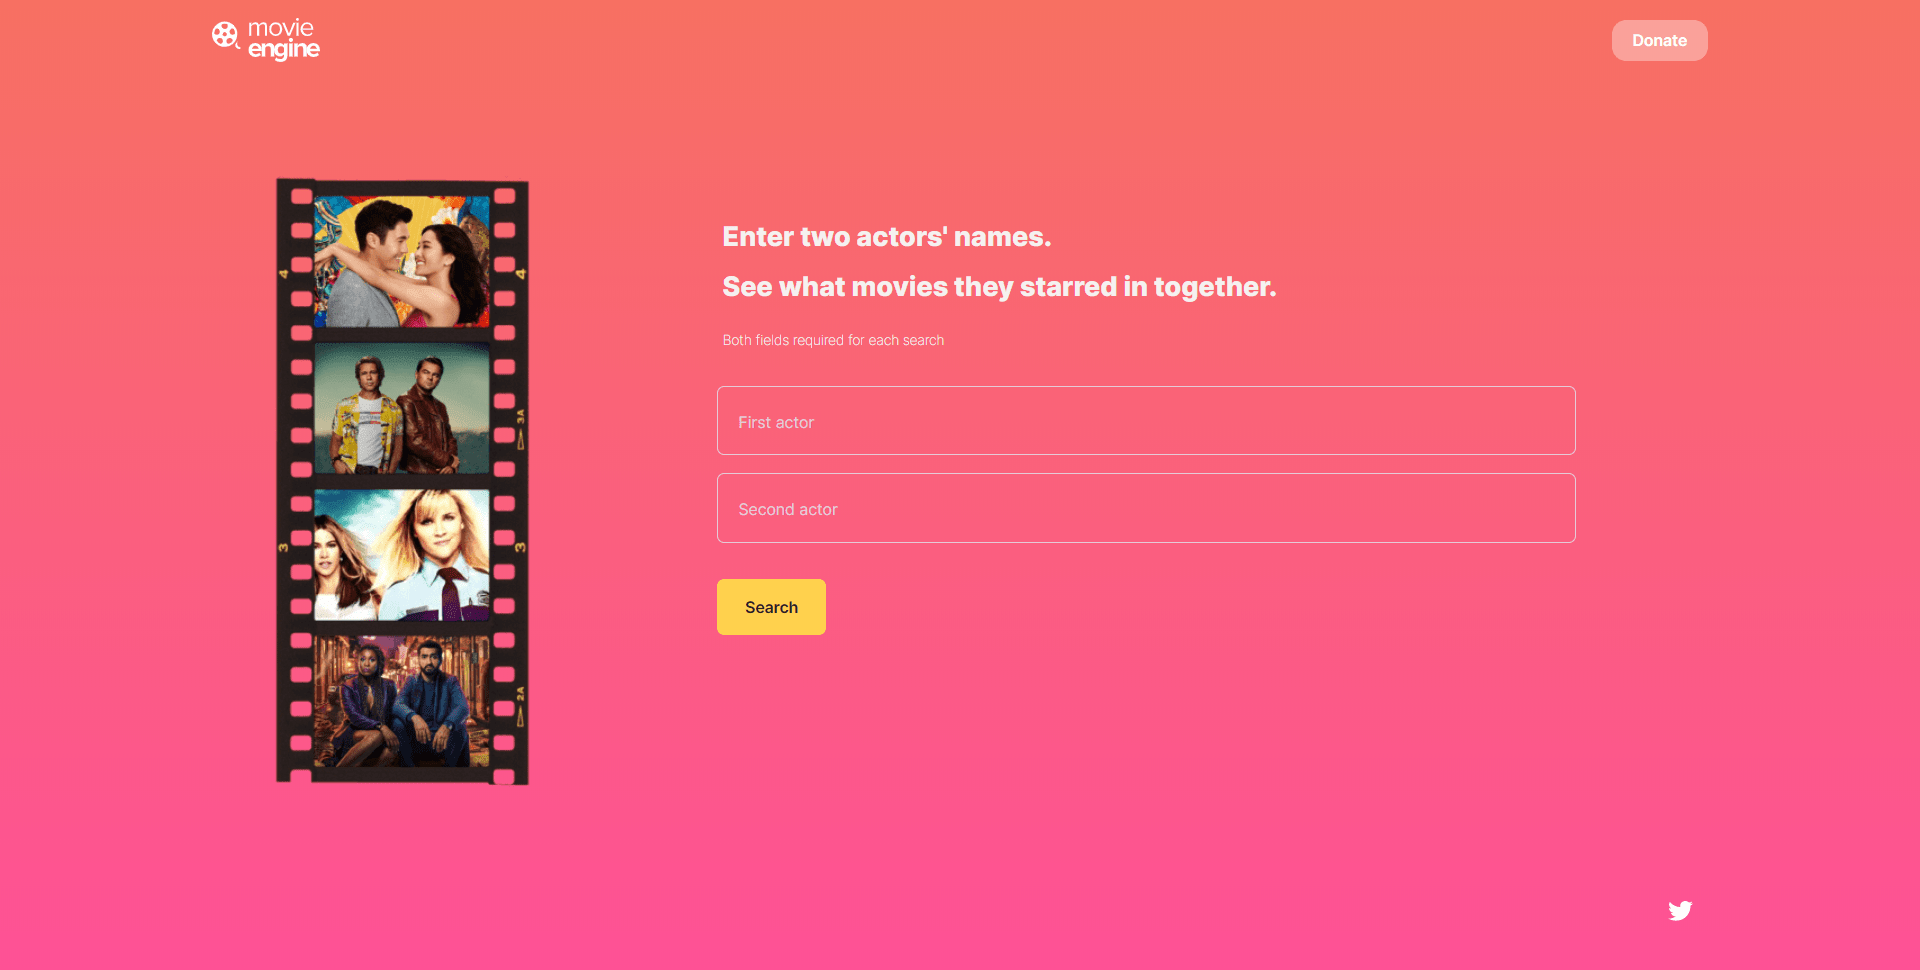 movie
engine
Donate
4
4
3A
3
3
2A
Enter two actors' names.
See what movies they starred in together.
Both fields required for each search
First actor
Second actor
Search